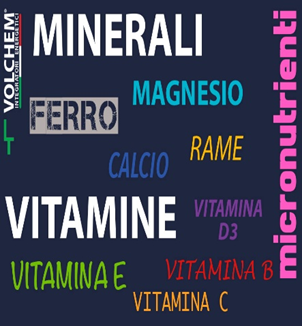 VOLCHEM®
INTEGRATORI ENERGETICI
MINERALI
MAGNESIO
FERRO
RAME
CALCIO
VITAMINE
VITAMINA
D3
VITAMINA E
VITAMINA B
VITAMINA C
micronutrienti